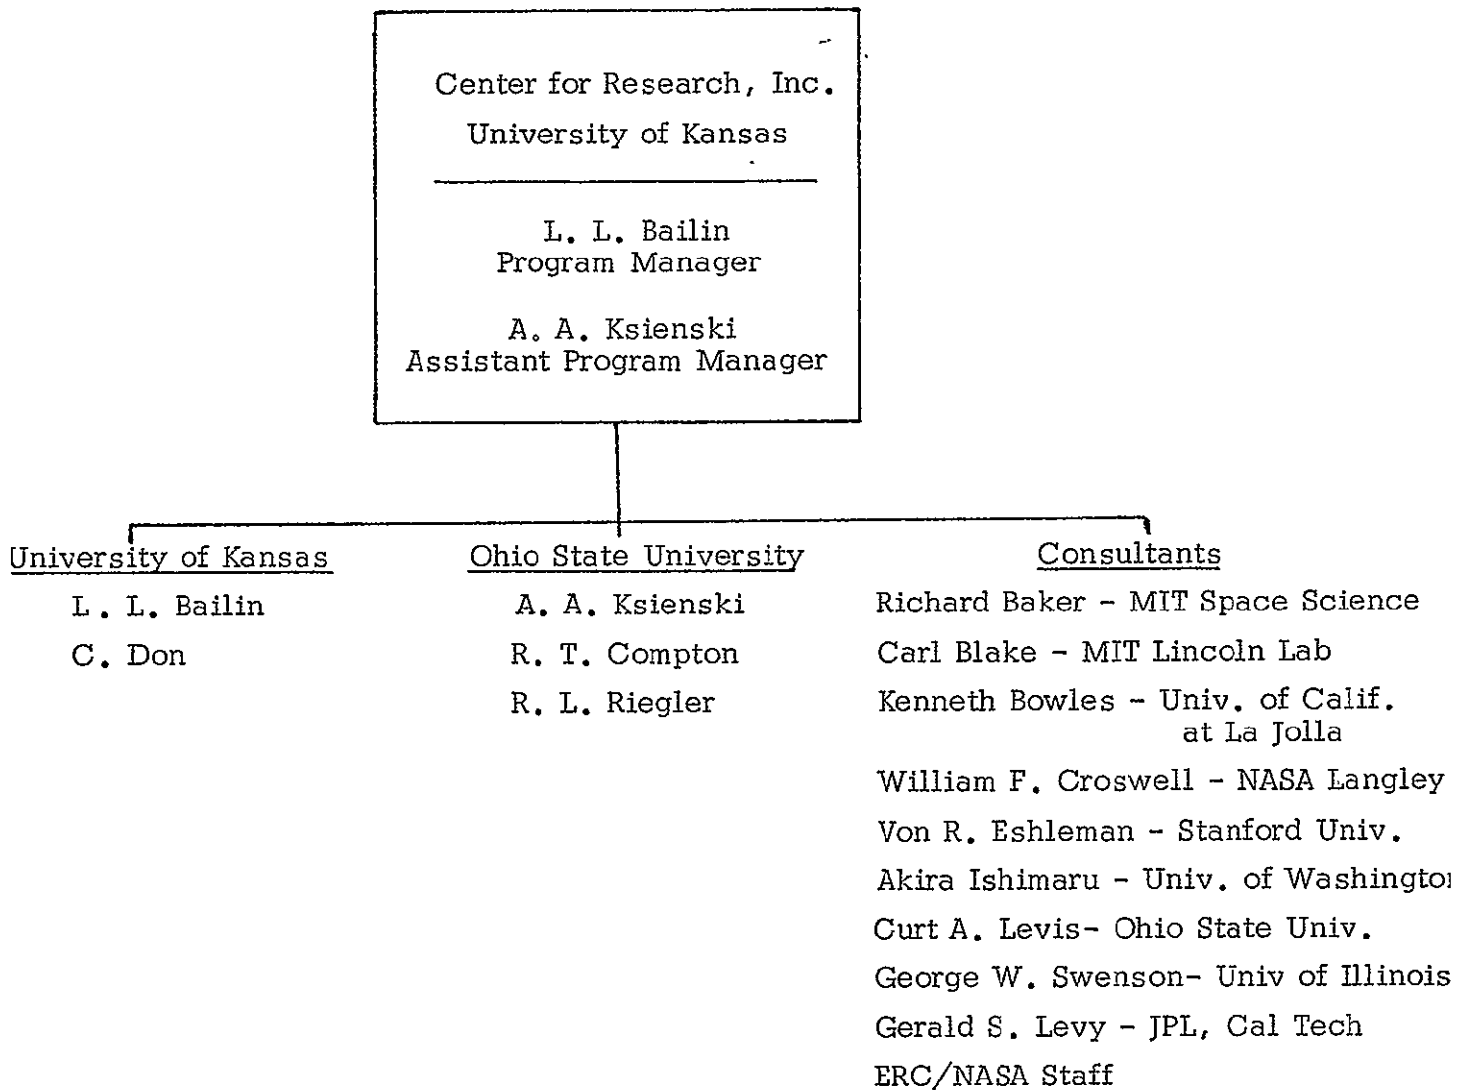 Center for Research, Inc.
University of Kansas
L. L. Bailin
Program Manager
A. A. Ksienski
Assistant Program Manager
University of Kansas
L. L. Bailin
C. Don
Ohio State University
A. A. Ksienski
R. T. Compton
R. L. Riegler
Consultants
Richard Baker - MIT Space Science
Carl Blake - MIT Lincoln Lab
Kenneth Bowles - Univ. of Calif.
at La Jolla
William F. Croswell - NASA Langley
Von R. Eshleman - Stanford Univ.
Akira Ishimaru - Univ. of Washington
Curt A. Levis- Ohio State Univ.
George W. Swenson- Univ of Illinois
Gerald S. Levy - JPL, Cal Tech
ERC/NASA Staff